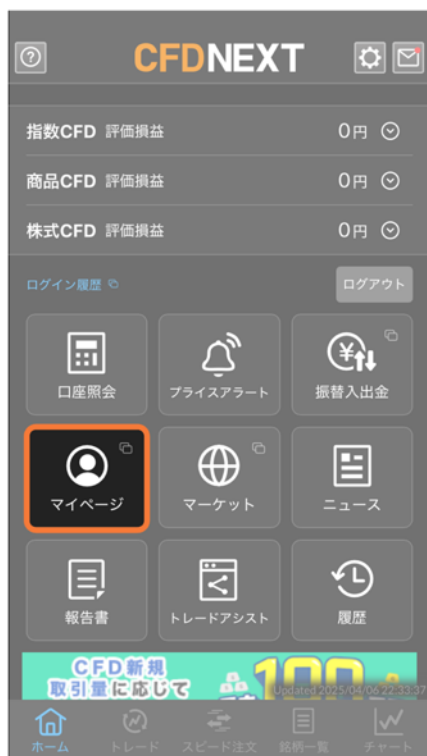 CFDNEXT
指数CFD 評価損益 0円
商品CFD 評価損益 0円
株式CFD 評価損益 0円
ログイン履歴 ログアウト
口座照会 プライスアラート 振替入出金
マイページ マーケット ニュース
報告書 トレードアシスト 履歴
CFD新規
取引量に応じて
100
Updated 2025/04/06 22:33:37
ホーム トレード スピード注文 銘柄一覧 チャート